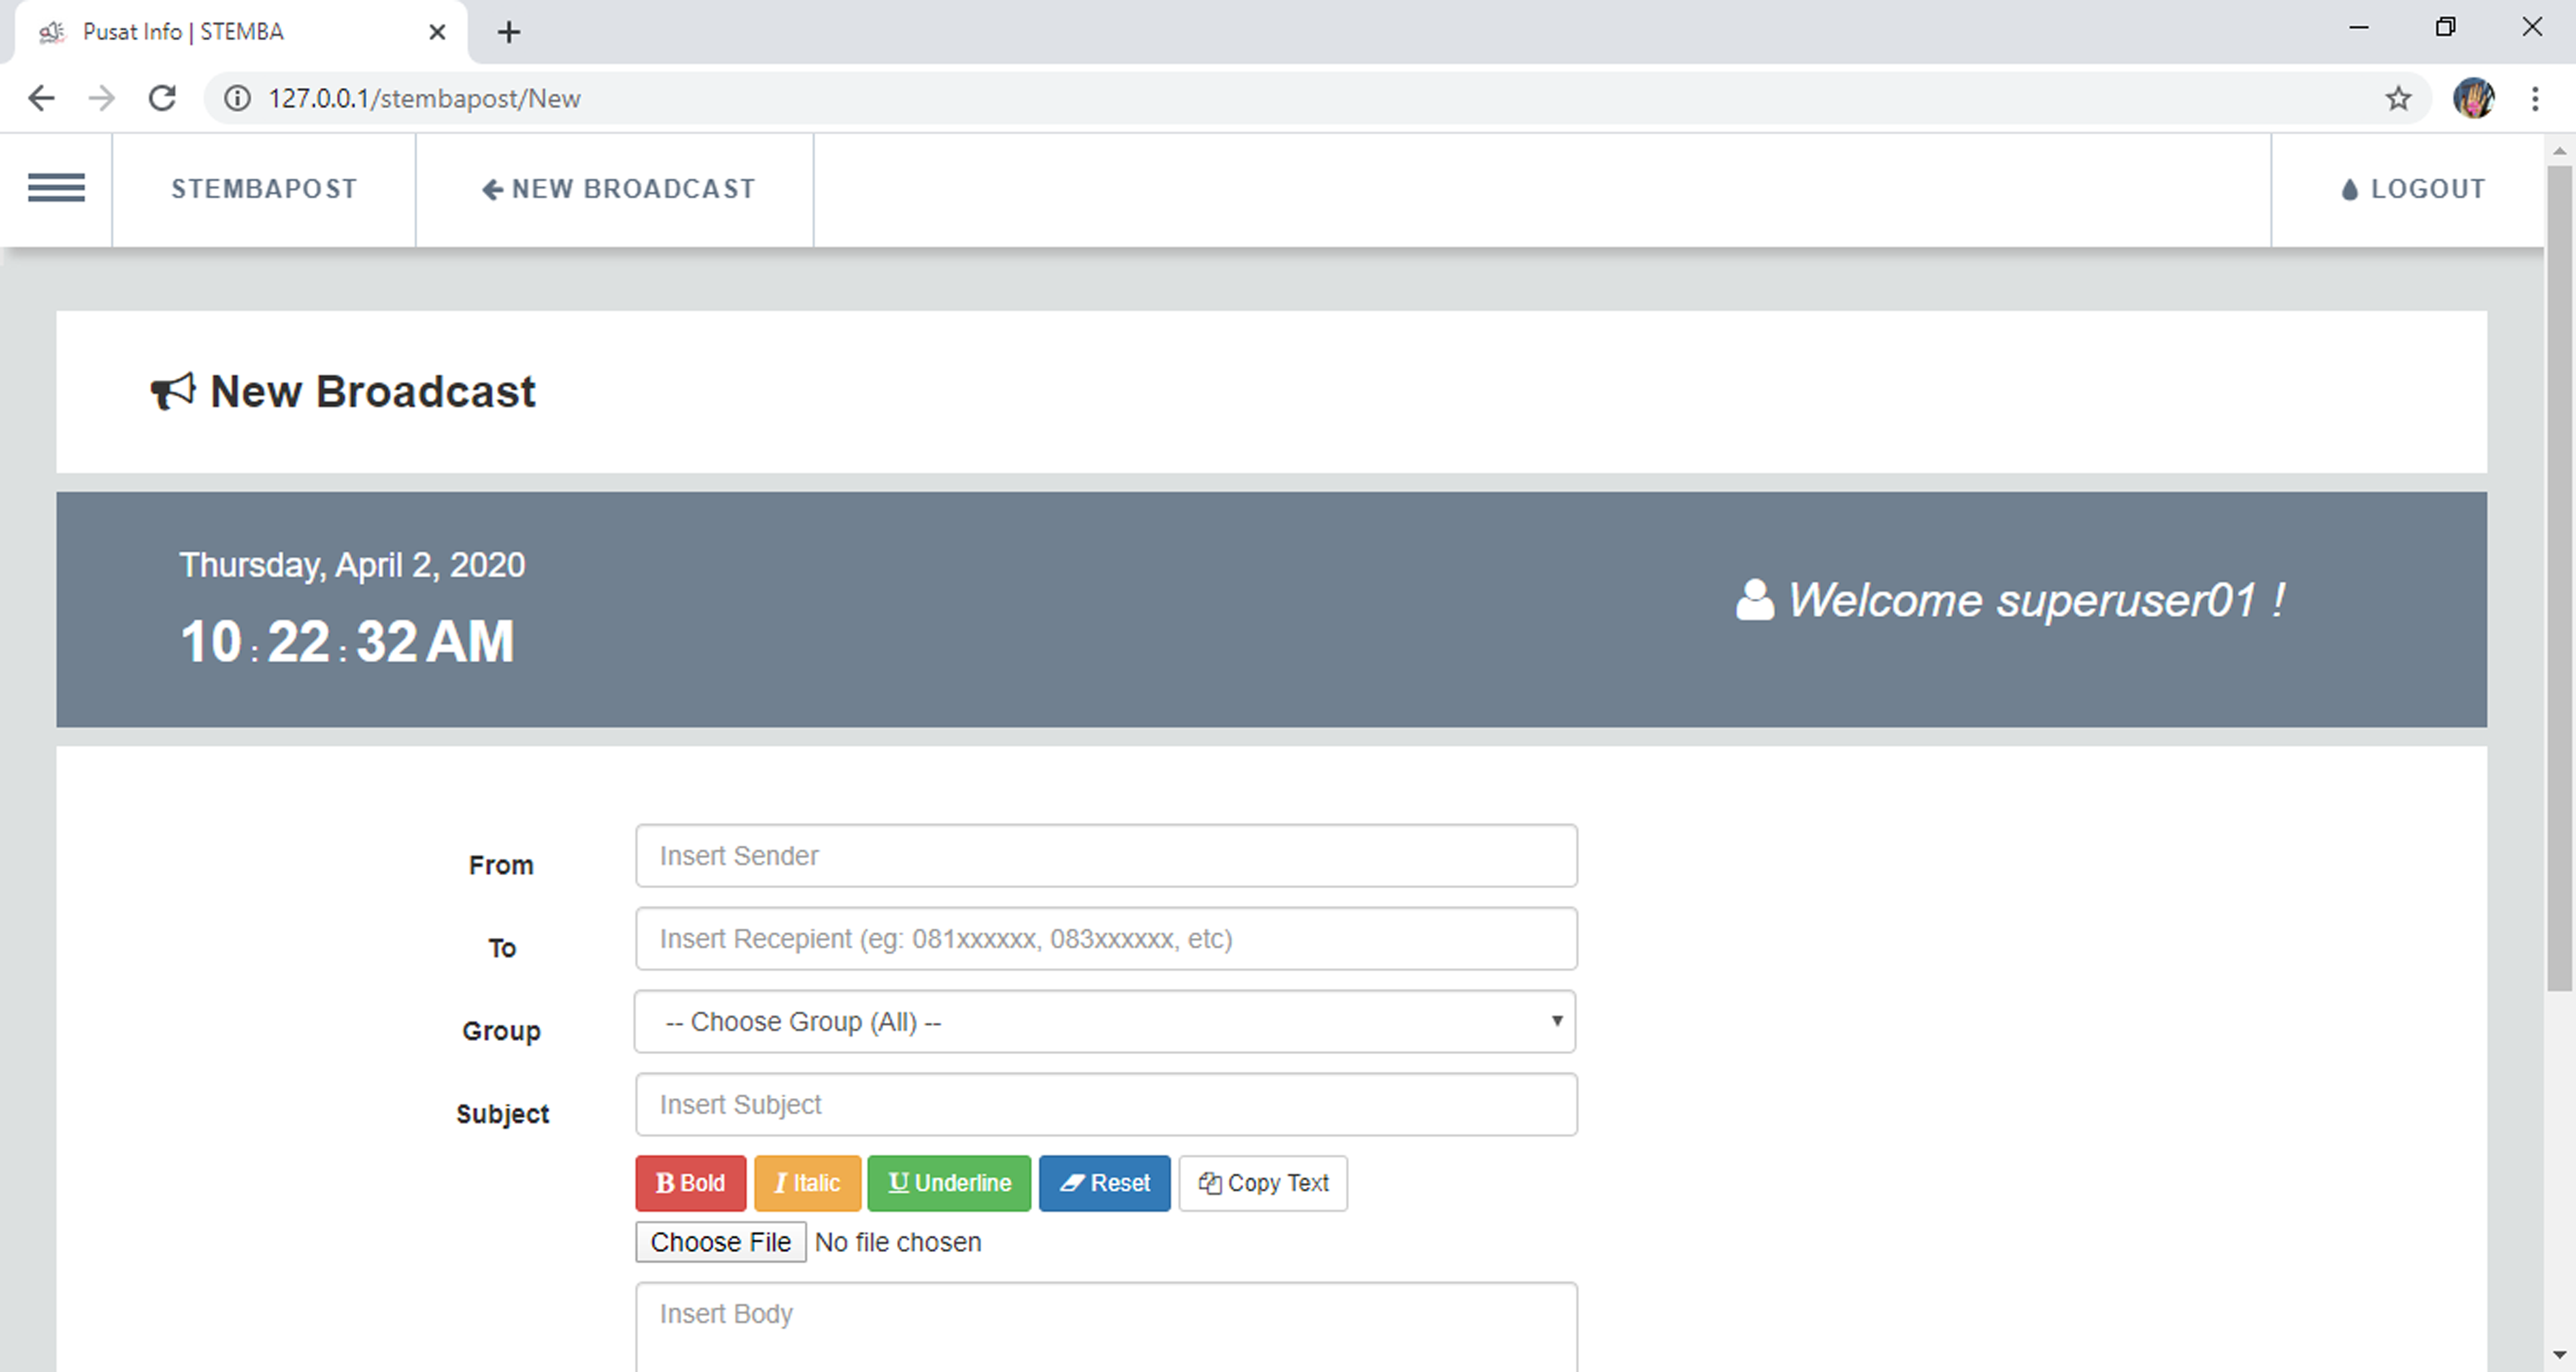 Pusat Info | STEMBA
127.0.0.1/stembapost/New
STEMBAPOST
NEW BROADCAST
LOGOUT
New Broadcast
Thursday, April 2, 2020
10 : 22 : 32 AM
Welcome superuser01 !
From
Insert Sender
To
Insert Recepient (eg: 081xxxxxx, 083xxxxxx, etc)
Group
-- Choose Group (All) --
Subject
Insert Subject
B Bold I Italic U Underline Reset Copy Text
Choose File No file chosen
Insert Body